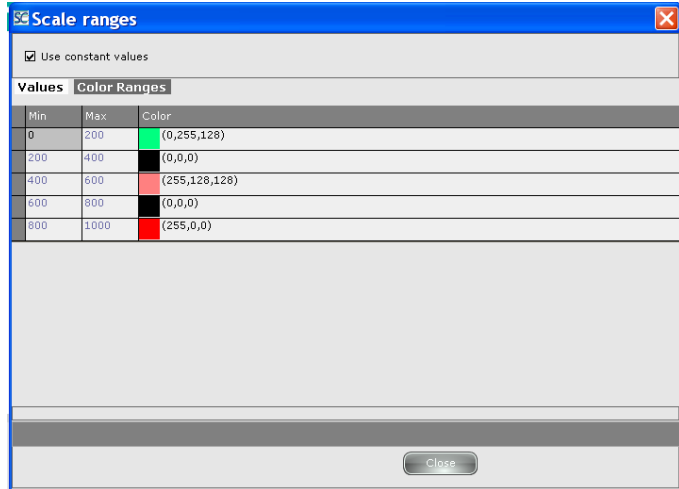 SC Scale ranges
Use constant values
Values Color Ranges
Min Max Color
0 200 (0,255,128)
200 400 (0,0,0)
400 600 (255,128,128)
600 800 (0,0,0)
800 1000 (255,0,0)
Close